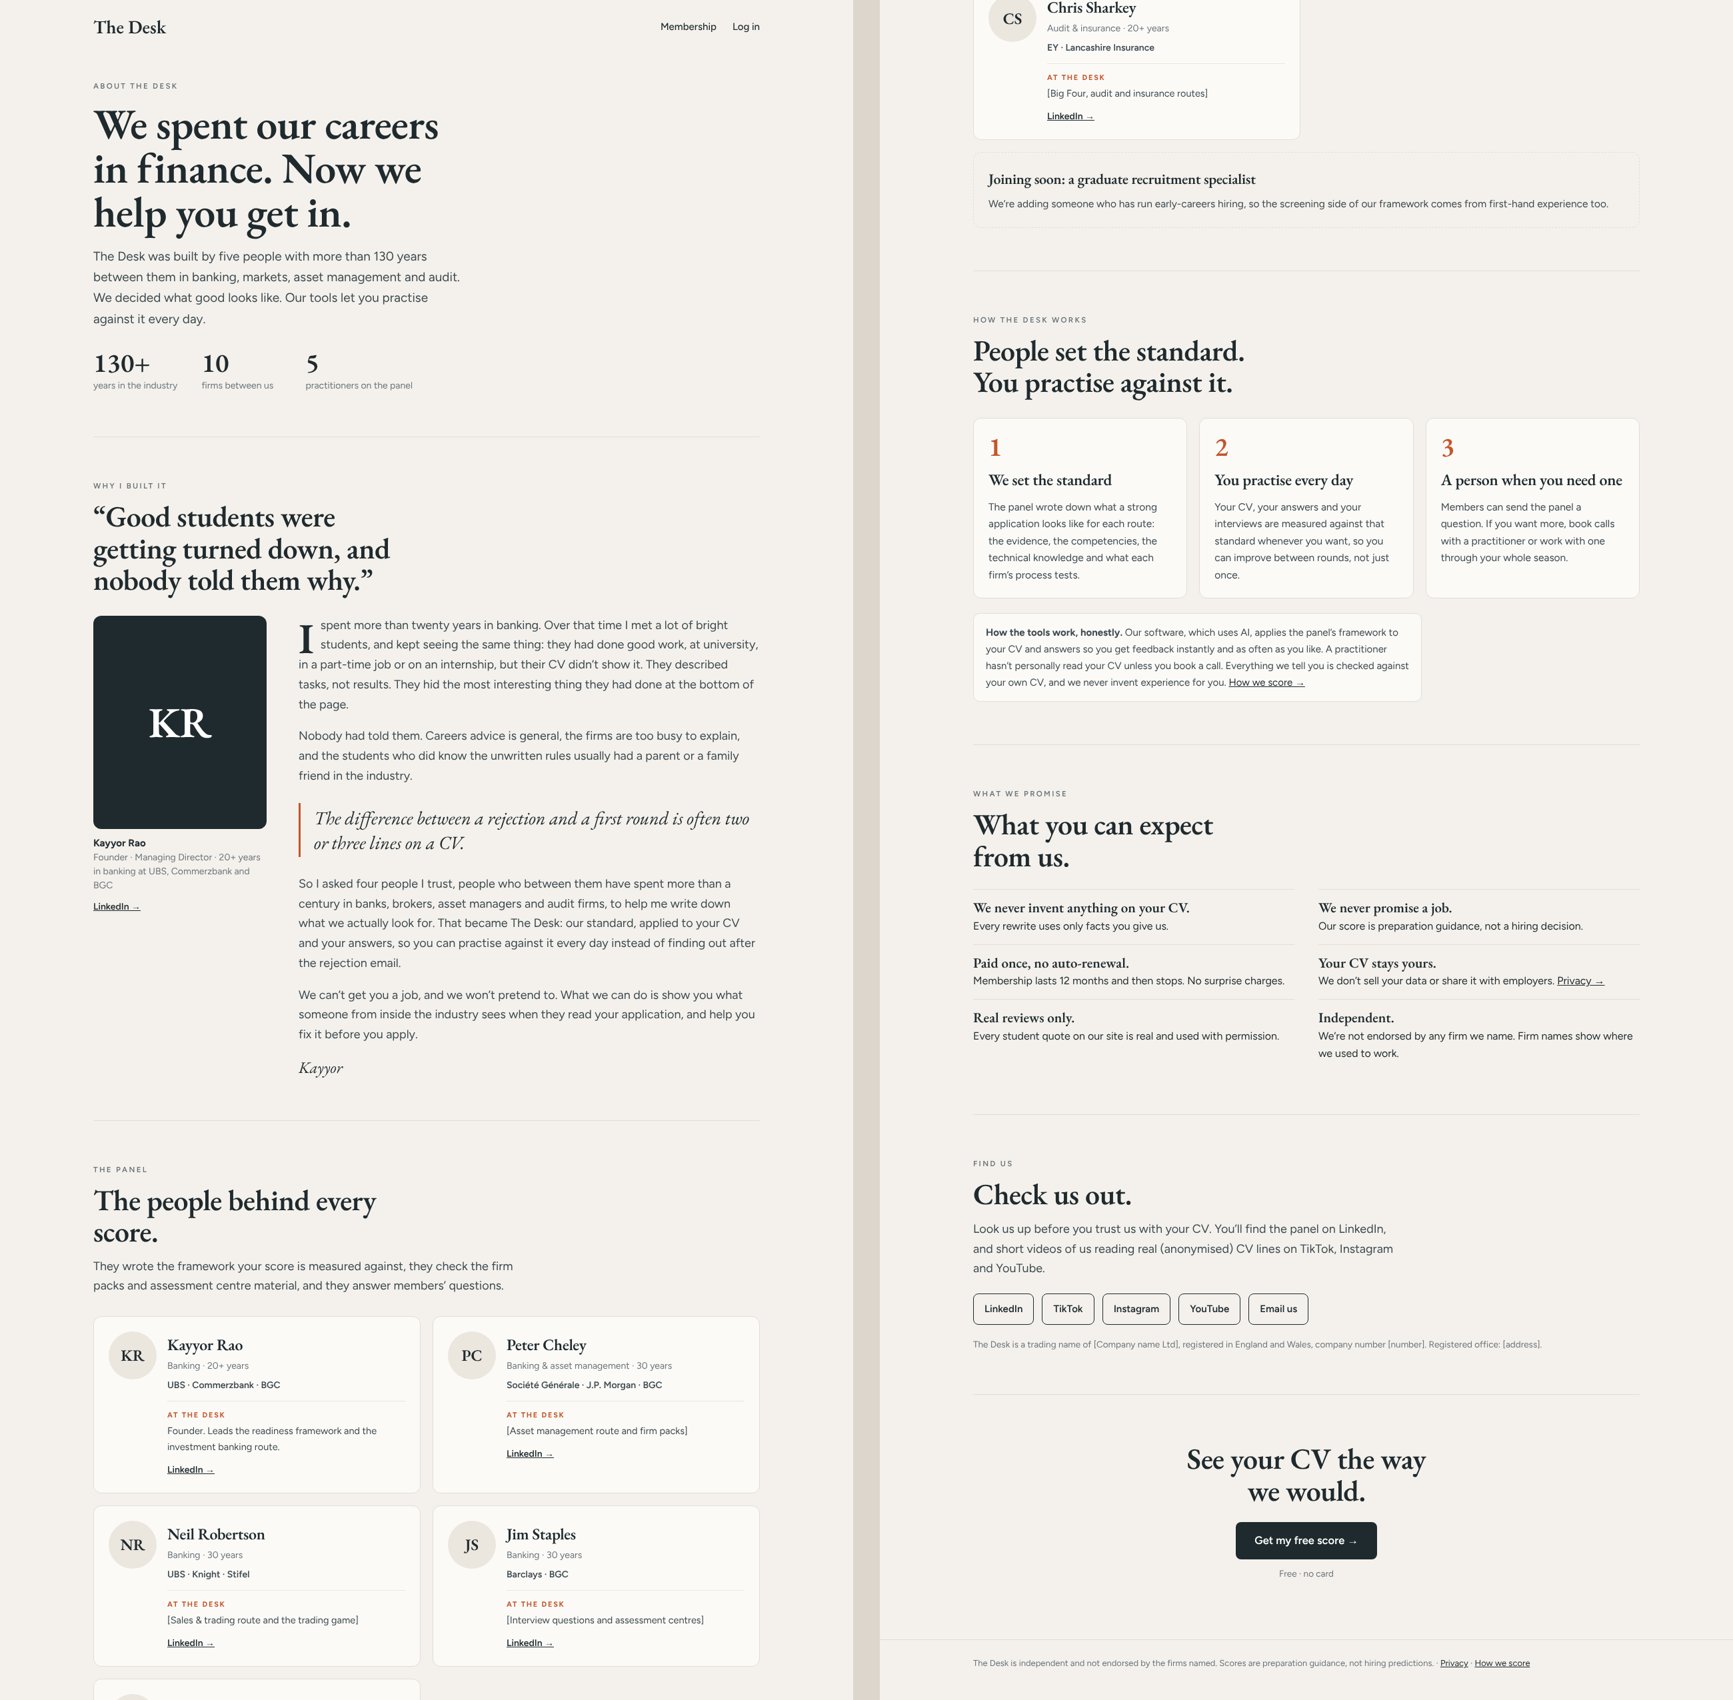 The Desk
Membership
Log in
ABOUT THE DESK
We spent our careers
in finance. Now we
help you get in.
The Desk was built by five people with more than 130 years
between them in banking, markets, asset management and audit.
We decided what good looks like. Our tools let you practise
against it every day.
130+
years in the industry
10
firms between us
5
practitioners on the panel
WHY I BUILT IT
“Good students were
getting turned down, and
nobody told them why.”
KR
Kayyor Rao
Founder · Managing Director · 20+ years
in banking at UBS, Commerzbank and
BGC
LinkedIn →
I spent more than twenty years in banking. Over that time I met a lot of bright
students, and kept seeing the same thing: they had done good work, at university,
in a part-time job or on an internship, but their CV didn’t show it. They described
tasks, not results. They hid the most interesting thing they had done at the bottom of
the page.
Nobody had told them. Careers advice is general, the firms are too busy to explain,
and the students who did know the unwritten rules usually had a parent or a family
friend in the industry.
The difference between a rejection and a first round is often two
or three lines on a CV.
So I asked four people I trust, people who between them have spent more than a
century in banks, brokers, asset managers and audit firms, to help me write down
what we actually look for. That became The Desk: our standard, applied to your CV
and your answers, so you can practise against it every day instead of finding out after
the rejection email.
We can’t get you a job, and we won’t pretend to. What we can do is show you what
someone from inside the industry sees when they read your application, and help you
fix it before you apply.
Kayyor
THE PANEL
The people behind every
score.
They wrote the framework your score is measured against, they check the firm
packs and assessment centre material, and they answer members’ questions.
KR
Kayyor Rao
Banking · 20+ years
UBS · Commerzbank · BGC
AT THE DESK
Founder. Leads the readiness framework and the
investment banking route.
LinkedIn →
PC
Peter Cheley
Banking & asset management · 30 years
Société Générale · J.P. Morgan · BGC
AT THE DESK
[Asset management route and firm packs]
LinkedIn →
NR
Neil Robertson
Banking · 30 years
UBS · Knight · Stifel
AT THE DESK
[Sales & trading route and the trading game]
LinkedIn →
JS
Jim Staples
Banking · 30 years
Barclays · BGC
AT THE DESK
[Interview questions and assessment centres]
LinkedIn →
CS
Chris Sharkey
Audit & insurance · 20+ years
EY · Lancashire Insurance
AT THE DESK
[Big Four, audit and insurance routes]
LinkedIn →
Joining soon: a graduate recruitment specialist
We’re adding someone who has run early-careers hiring, so the screening side of our framework comes from first-hand experience too.
HOW THE DESK WORKS
People set the standard.
You practise against it.
1
We set the standard
The panel wrote down what a strong
application looks like for each route:
the evidence, the competencies, the
technical knowledge and what each
firm’s process tests.
2
You practise every day
Your CV, your answers and your
interviews are measured against that
standard whenever you want, so you
can improve between rounds, not just
once.
3
A person when you need one
Members can send the panel a
question. If you want more, book calls
with a practitioner or work with one
through your whole season.
How the tools work, honestly. Our software, which uses AI, applies the panel’s framework to
your CV and answers so you get feedback instantly and as often as you like. A practitioner
hasn’t personally read your CV unless you book a call. Everything we tell you is checked against
your own CV, and we never invent experience for you. How we score →
WHAT WE PROMISE
What you can expect
from us.
We never invent anything on your CV.
Every rewrite uses only facts you give us.
We never promise a job.
Our score is preparation guidance, not a hiring decision.
Paid once, no auto-renewal.
Membership lasts 12 months and then stops. No surprise charges.
Your CV stays yours.
We don’t sell your data or share it with employers. Privacy →
Real reviews only.
Every student quote on our site is real and used with permission.
Independent.
We’re not endorsed by any firm we name. Firm names show where
we used to work.
FIND US
Check us out.
Look us up before you trust us with your CV. You’ll find the panel on LinkedIn,
and short videos of us reading real (anonymised) CV lines on TikTok, Instagram
and YouTube.
LinkedIn
TikTok
Instagram
YouTube
Email us
The Desk is a trading name of [Company name Ltd], registered in England and Wales, company number [number]. Registered office: [address].
See your CV the way
we would.
Get my free score →
Free · no card
The Desk is independent and not endorsed by the firms named. Scores are preparation guidance, not hiring predictions. · Privacy · How we score